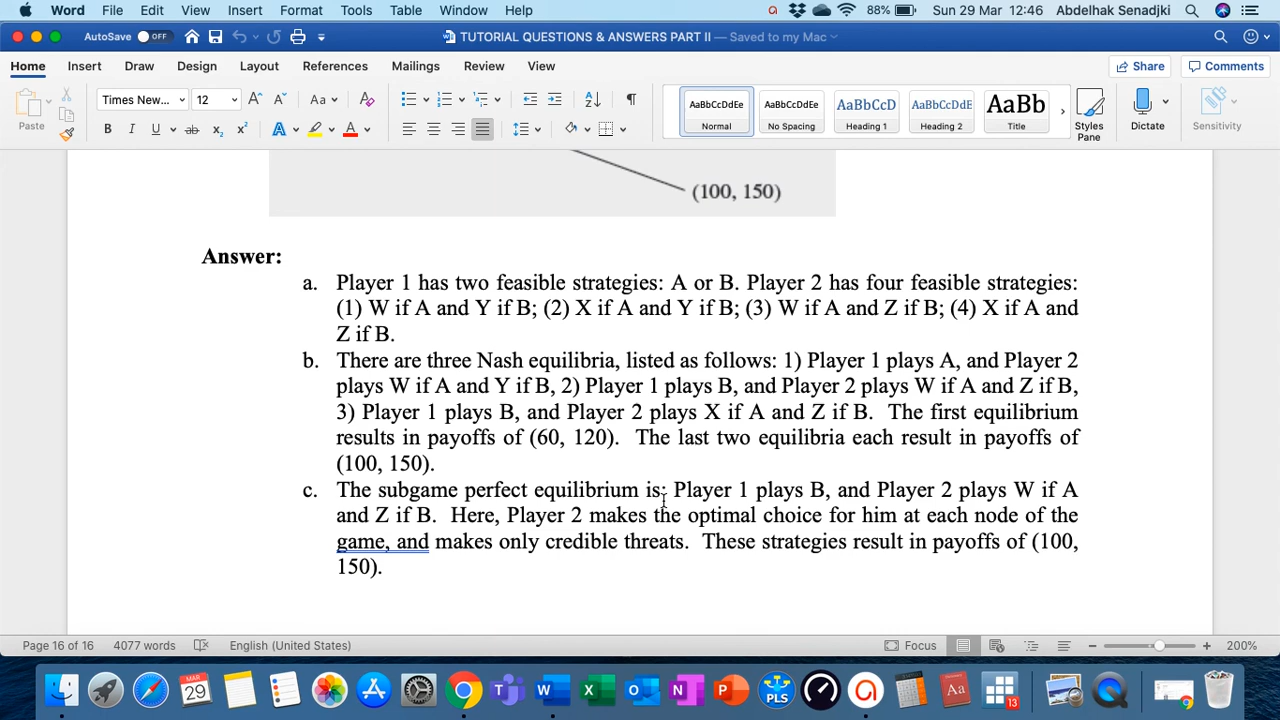 Word File Edit View Insert Format Tools Table Window Help 88% Sun 29 Mar 12:46 Abdelhak Senadjki
AutoSave OFF TUTORIAL QUESTIONS & ANSWERS PART II — Saved to my Mac
Home Insert Draw Design Layout References Mailings Review View Share Comments
Paste Times New... 12 Aa AaBbCcDdEe AaBbCcDdEe AaBbCcD AaBbCcDdE AaBb
B I U ab x2 x2 A A Normal No Spacing Heading 1 Heading 2 Title Styles Pane Dictate Sensitivity
(100, 150)
Answer:
a. Player 1 has two feasible strategies: A or B. Player 2 has four feasible strategies:
(1) W if A and Y if B; (2) X if A and Y if B; (3) W if A and Z if B; (4) X if A and
Z if B.
b. There are three Nash equilibria, listed as follows: 1) Player 1 plays A, and Player 2
plays W if A and Y if B, 2) Player 1 plays B, and Player 2 plays W if A and Z if B,
3) Player 1 plays B, and Player 2 plays X if A and Z if B. The first equilibrium
results in payoffs of (60, 120). The last two equilibria each result in payoffs of
(100, 150).
c. The subgame perfect equilibrium is: Player 1 plays B, and Player 2 plays W if A
and Z if B. Here, Player 2 makes the optimal choice for him at each node of the
game, and makes only credible threats. These strategies result in payoffs of (100,
150).
Page 16 of 16 4077 words English (United States) Focus 200%
MAR 29 T W X O N P PLS Aa 13